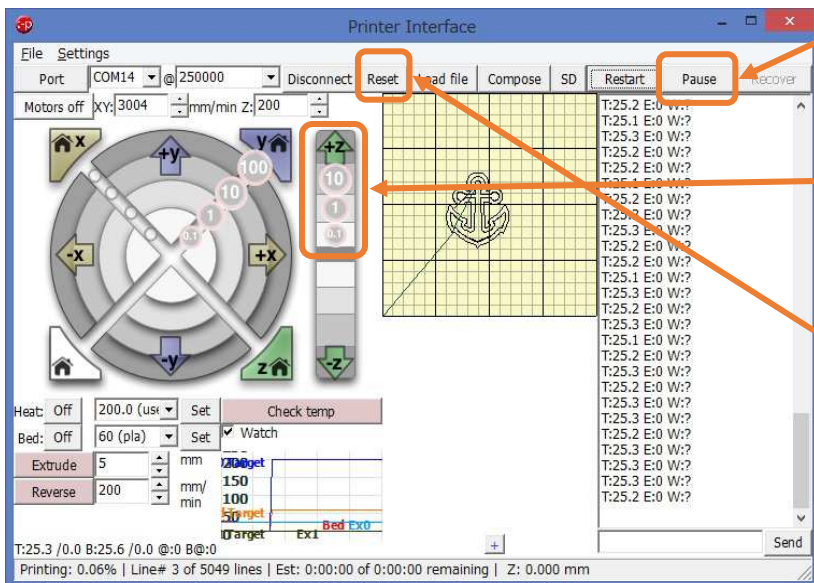 Printer Interface
File Settings
Port COM14 @ 250000 Disconnect Reset Load file Compose SD Restart Pause Recover
Motors off XY: 3004 mm/min Z: 200
X +y y +z
100
10
1
0.1
10
1
0.1
-x +x
-y z -z
Heat: Off 200.0 (use Set Check temp
Bed: Off 60 (pla) Set Watch
Extrude 5 mm
Reverse 200 mm/
min
Target
200
150
100
Target
50
Bed Ex0
0 Target Ex1
T:25.2 E:0 W:?
T:25.1 E:0 W:?
T:25.3 E:0 W:?
T:25.2 E:0 W:?
T:25.2 E:0 W:?
T:25.2 E:0 W:?
T:25.3 E:0 W:?
T:25.2 E:0 W:?
T:25.2 E:0 W:?
T:25.2 E:0 W:?
T:25.1 E:0 W:?
T:25.3 E:0 W:?
T:25.2 E:0 W:?
T:25.2 E:0 W:?
T:25.3 E:0 W:?
T:25.1 E:0 W:?
T:25.3 E:0 W:?
T:25.2 E:0 W:?
T:25.3 E:0 W:?
T:25.2 E:0 W:?
T:25.3 E:0 W:?
T:25.2 E:0 W:?
T:25.3 E:0 W:?
T:25.3 E:0 W:?
T:25.3 E:0 W:?
T:25.2 E:0 W:?
+ Send
T:25.3 /0.0 B:25.6 /0.0 @:0 B@:0
Printing: 0.06% | Line# 3 of 5049 lines | Est: 0:00:00 of 0:00:00 remaining | Z: 0.000 mm